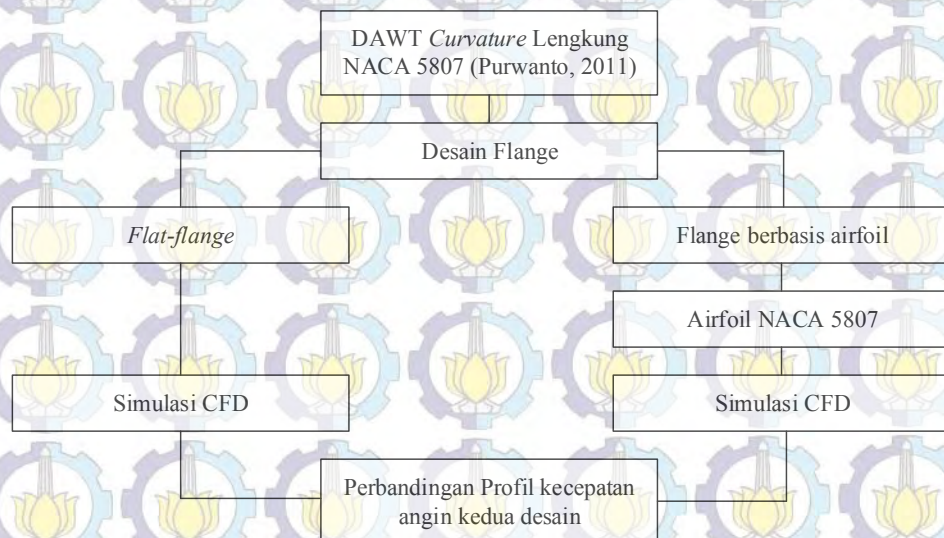 DAWT Curvature Lengkung
NACA 5807 (Purwanto, 2011)
Desain Flange
Flat-flange
Flange berbasis airfoil
Airfoil NACA 5807
Simulasi CFD
Simulasi CFD
Perbandingan Profil kecepatan
angin kedua desain